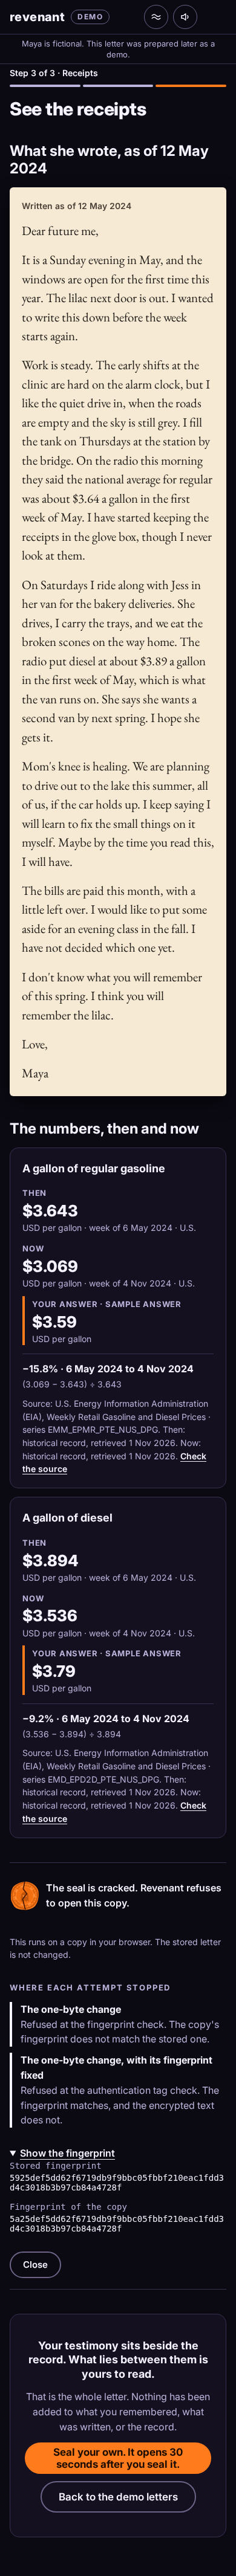 revenant DEMO
Maya is fictional. This letter was prepared later as a
demo.
Step 3 of 3 · Receipts
See the receipts
What she wrote, as of 12 May
2024
Written as of 12 May 2024
Dear future me,
It is a Sunday evening in May, and the
windows are open for the first time this
year. The lilac next door is out. I wanted
to write this down before the week
starts again.
Work is steady. The early shifts at the
clinic are hard on the alarm clock, but I
like the quiet drive in, when the roads
are empty and the sky is still grey. I fill
the tank on Thursdays at the station by
the bridge. On the radio this morning
they said the national average for regular
was about $3.64 a gallon in the first
week of May. I have started keeping the
receipts in the glove box, though I never
look at them.
On Saturdays I ride along with Jess in
her van for the bakery deliveries. She
drives, I carry the trays, and we eat the
broken scones on the way home. The
radio put diesel at about $3.89 a gallon
in the first week of May, which is what
the van runs on. She says she wants a
second van by next spring. I hope she
gets it.
Mom's knee is healing. We are planning
to drive out to the lake this summer, all
of us, if the car holds up. I keep saying I
will learn to fix the small things on it
myself. Maybe by the time you read this,
I will have.
The bills are paid this month, with a
little left over. I would like to put some
aside for an evening class in the fall. I
have not decided which one yet.
I don't know what you will remember
of this spring. I think you will
remember the lilac.
Love,
Maya
The numbers, then and now
A gallon of regular gasoline
THEN
$3.643
USD per gallon · week of 6 May 2024 · U.S.
NOW
$3.069
USD per gallon · week of 4 Nov 2024 · U.S.
YOUR ANSWER · SAMPLE ANSWER
$3.59
USD per gallon
−15.8% · 6 May 2024 to 4 Nov 2024
(3.069 − 3.643) ÷ 3.643
Source: U.S. Energy Information Administration
(EIA), Weekly Retail Gasoline and Diesel Prices ·
series EMM_EPMR_PTE_NUS_DPG. Then:
historical record, retrieved 1 Nov 2026. Now:
historical record, retrieved 1 Nov 2026. Check
the source
A gallon of diesel
THEN
$3.894
USD per gallon · week of 6 May 2024 · U.S.
NOW
$3.536
USD per gallon · week of 4 Nov 2024 · U.S.
YOUR ANSWER · SAMPLE ANSWER
$3.79
USD per gallon
−9.2% · 6 May 2024 to 4 Nov 2024
(3.536 − 3.894) ÷ 3.894
Source: U.S. Energy Information Administration
(EIA), Weekly Retail Gasoline and Diesel Prices ·
series EMD_EPD2D_PTE_NUS_DPG. Then:
historical record, retrieved 1 Nov 2026. Now:
historical record, retrieved 1 Nov 2026. Check
the source
The seal is cracked. Revenant refuses
to open this copy.
This runs on a copy in your browser. The stored letter
is not changed.
WHERE EACH ATTEMPT STOPPED
The one-byte change
Refused at the fingerprint check. The copy's
fingerprint does not match the stored one.
The one-byte change, with its fingerprint
fixed
Refused at the authentication tag check. The
fingerprint matches, and the encrypted text
does not.
▼ Show the fingerprint
Stored fingerprint
5925def5dd62f6719db9f9bbc05fbbf210eac1fdd3
d4c3018b3b97cb84a4728f
Fingerprint of the copy
5a25def5dd62f6719db9f9bbc05fbbf210eac1fdd3
d4c3018b3b97cb84a4728f
Close
Your testimony sits beside the
record. What lies between them is
yours to read.
That is the whole letter. Nothing has been
added to what you remembered, what
was written, or the record.
Seal your own. It opens 30
seconds after you seal it.
Back to the demo letters